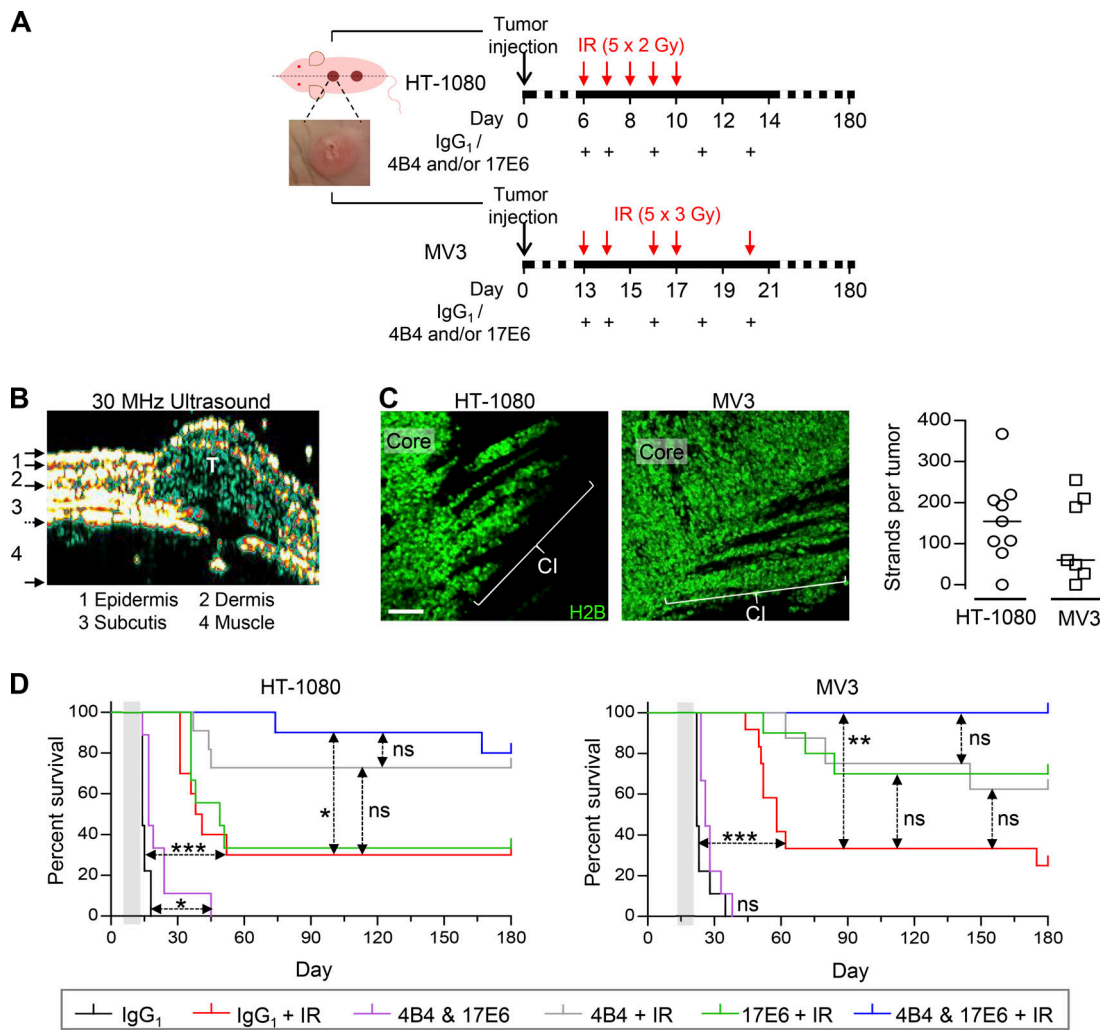 A
Tumor
injection
IR (5 x 2 Gy)
HT-1080
Day
0 6 8 10 12 14 180
IgG₁ /
4B4 and/or 17E6
+ + + + +
Tumor
injection
IR (5 x 3 Gy)
MV3
Day
0 13 15 17 19 21 180
IgG₁ /
4B4 and/or 17E6
+ + + + +
B
30 MHz Ultrasound
T
1
2
3
4
1 Epidermis 2 Dermis
3 Subcutis 4 Muscle
C
HT-1080
Core
CI
H2B
MV3
Core
CI
Strands per tumor
400
300
200
100
0
HT-1080 MV3
D
HT-1080
Percent survival
100
80
60
40
20
0
0 30 60 90 120 150 180
Day
***
*
*
ns
ns
MV3
Percent survival
100
80
60
40
20
0
0 30 60 90 120 150 180
Day
***
ns
**
ns
ns
ns
IgG₁ IgG₁ + IR 4B4 & 17E6 4B4 + IR 17E6 + IR 4B4 & 17E6 + IR